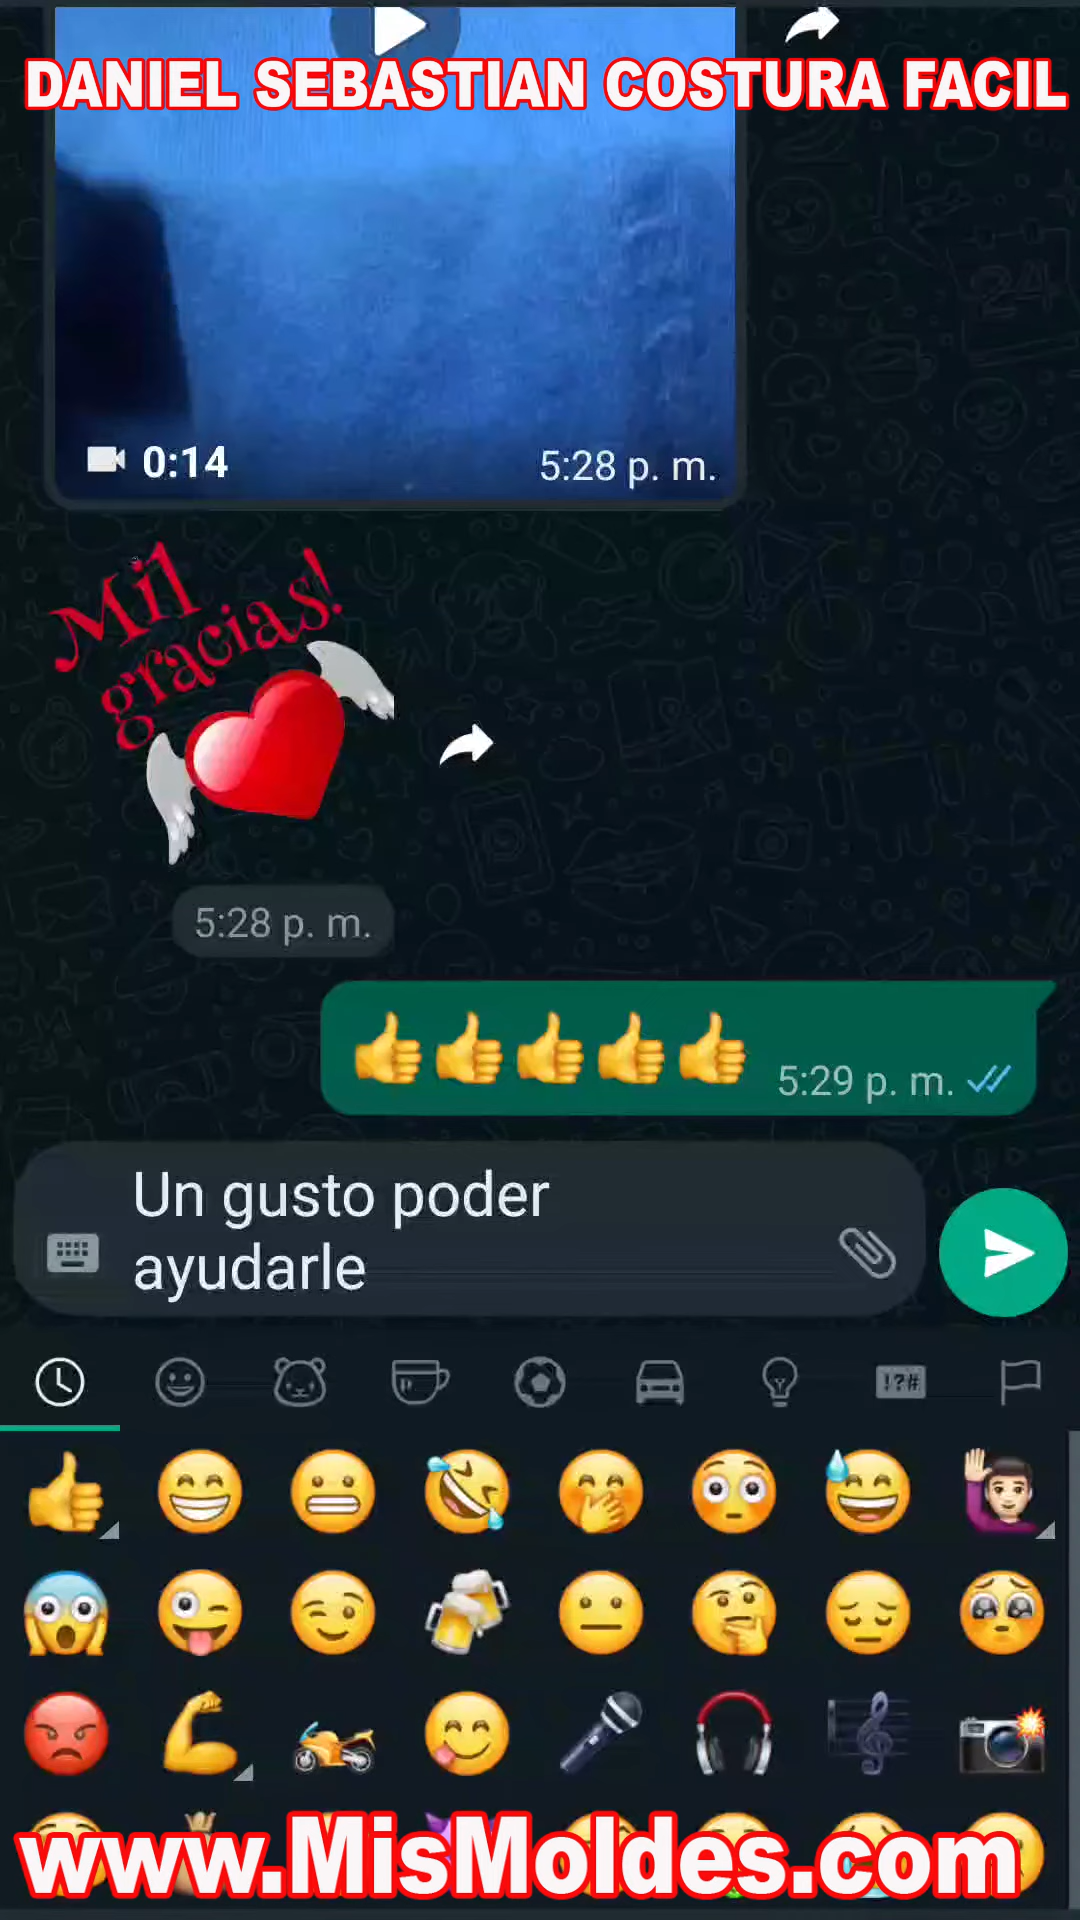 DANIEL SEBASTIAN COSTURA FACIL
0:14
5:28 p. m.
Mil
gracias!
5:28 p. m.
5:29 p. m.
Un gusto poder
ayudarle
!?#
www.MisMoldes.com